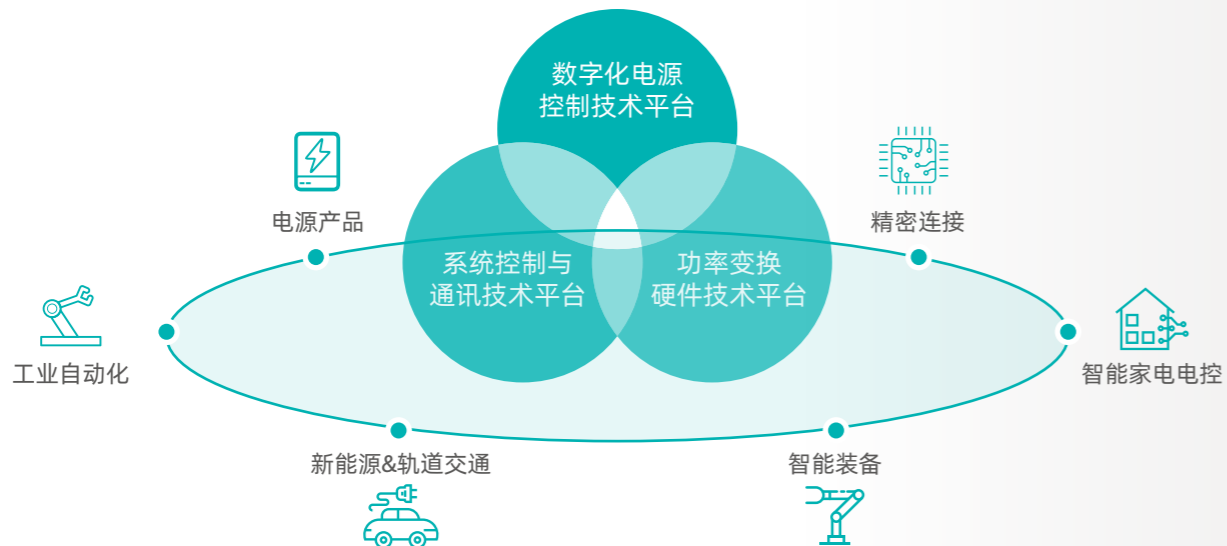 数字化电源
控制技术平台
电源产品
精密连接
系统控制与
通讯技术平台
功率变换
硬件技术平台
工业自动化
智能家电电控
新能源&轨道交通
智能装备